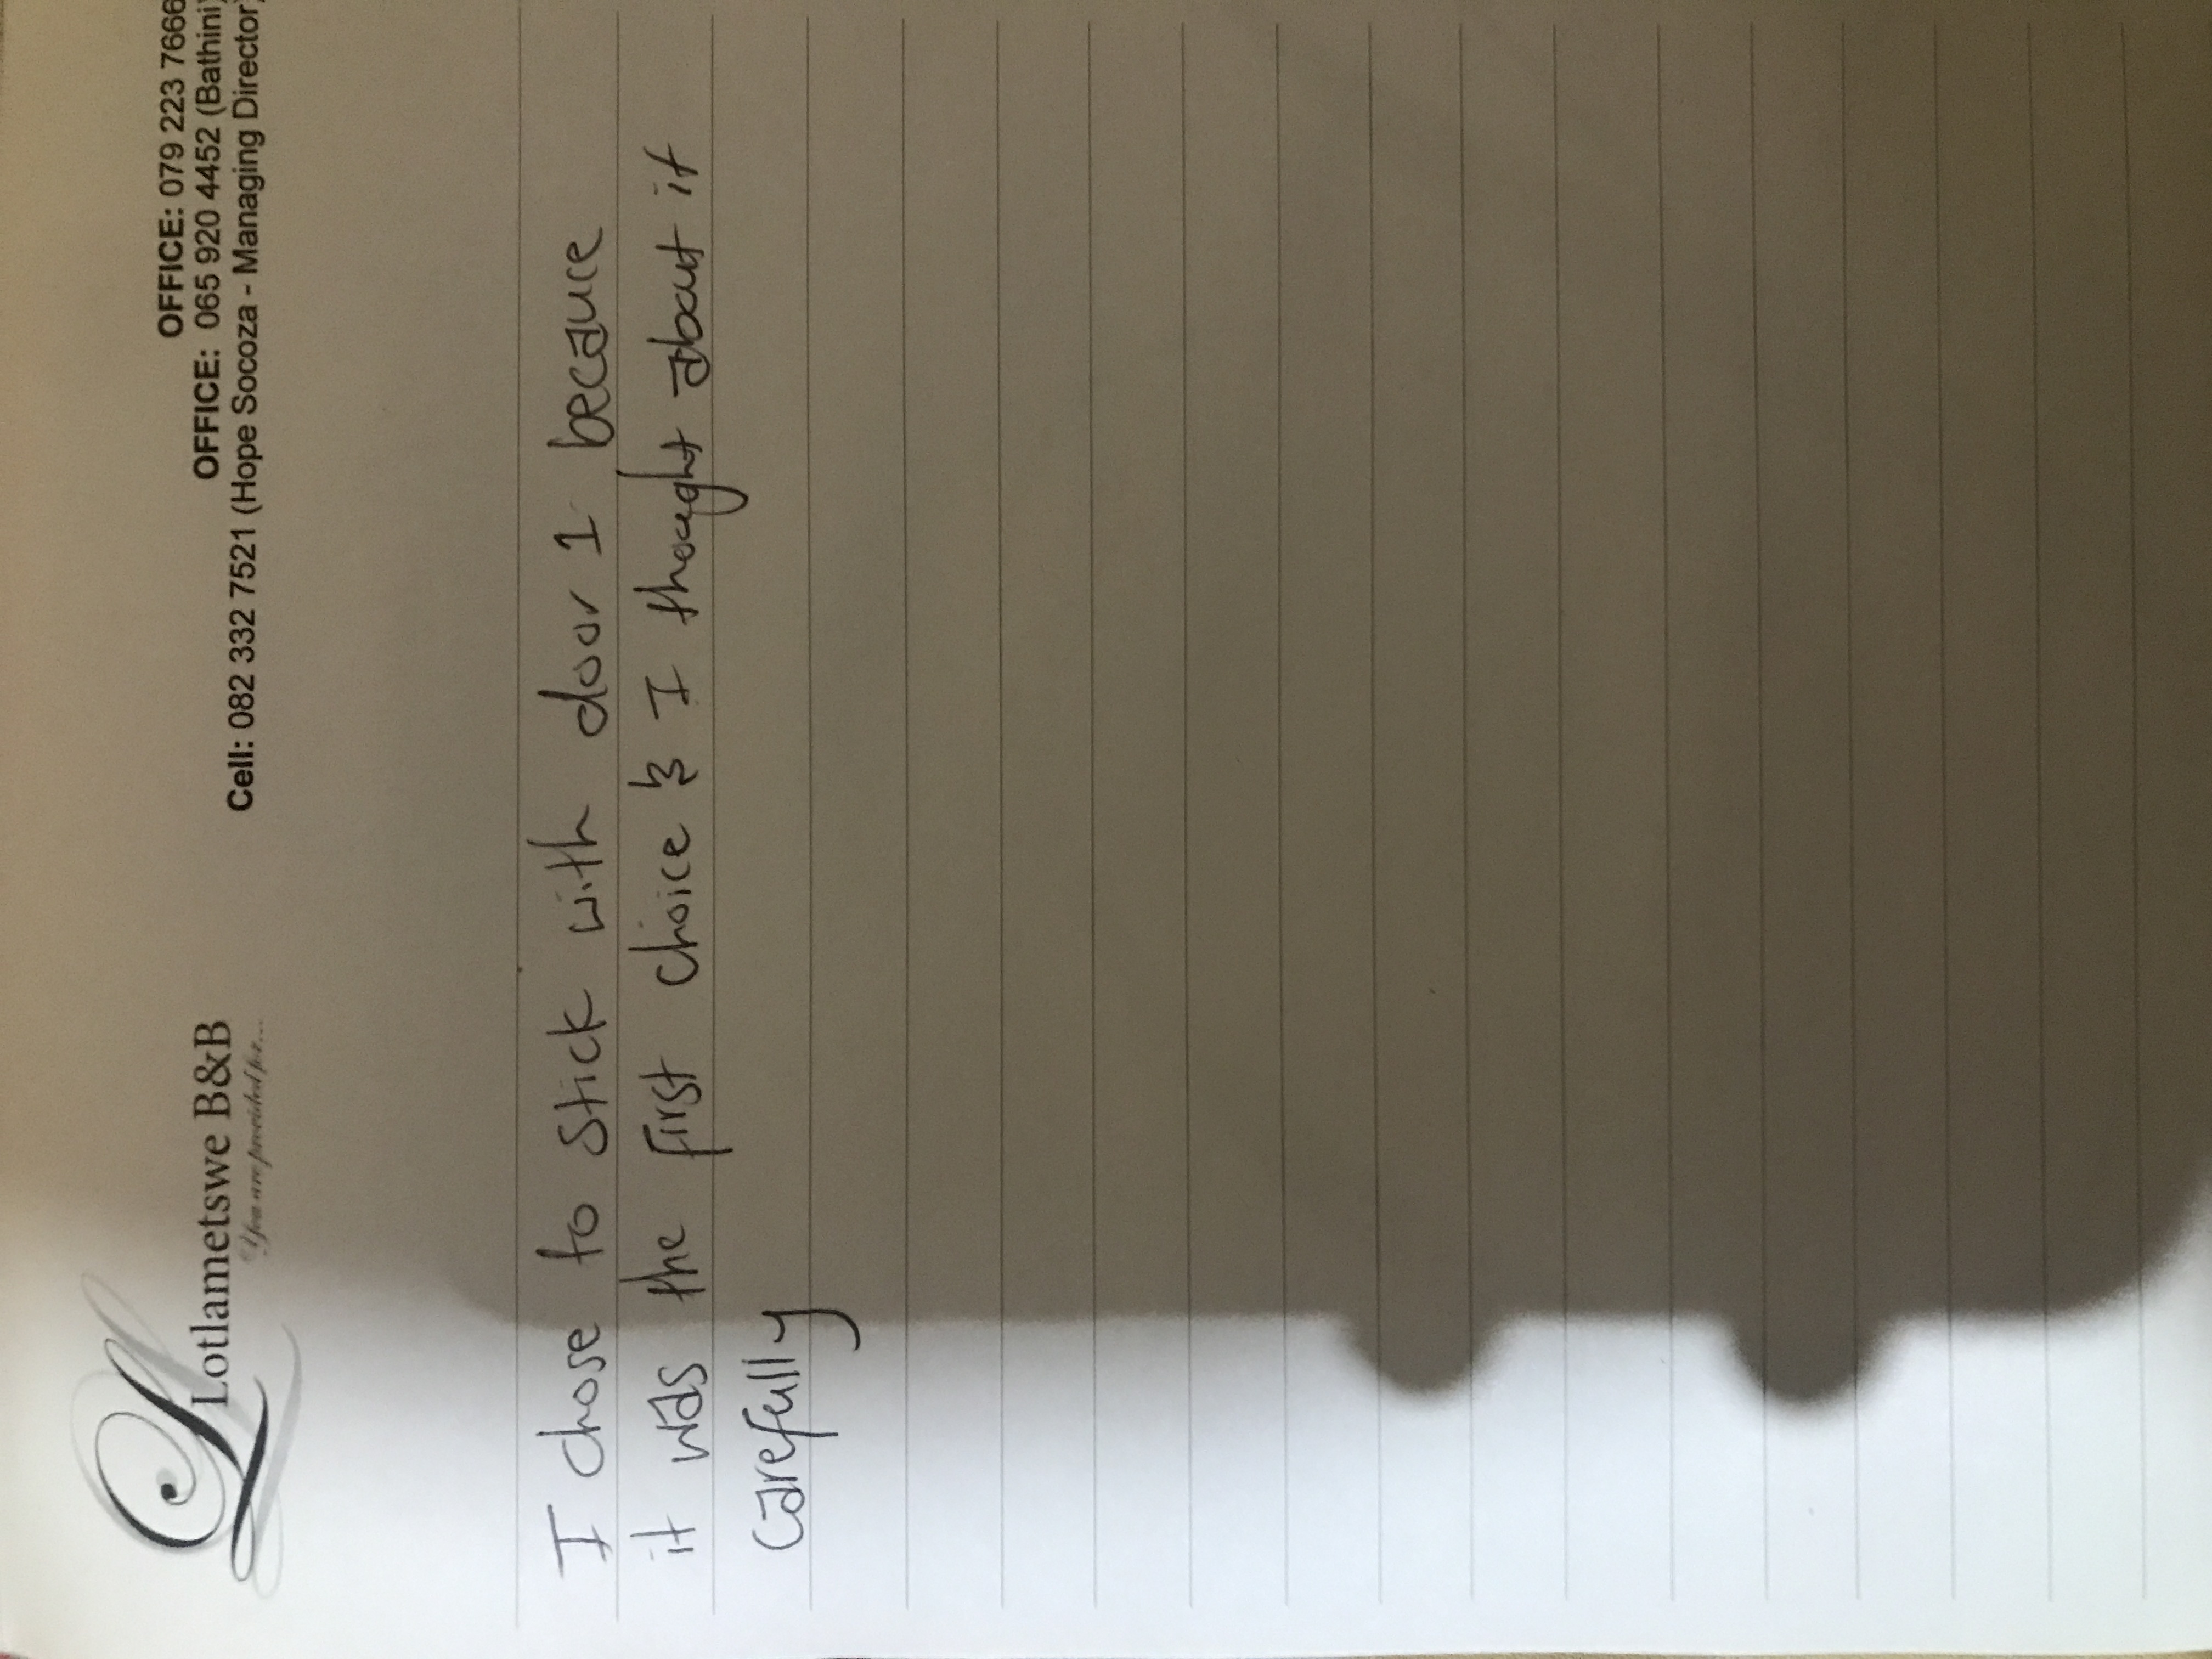 Lotlametswe B&B
You are provided for...
OFFICE: 079 223 7666
OFFICE: 065 920 4452 (Bathini)
Cell: 082 332 7521 (Hope Socoza - Managing Director)
I chose to stick with door 1 because
it was the first choice & I thought about it
carefully